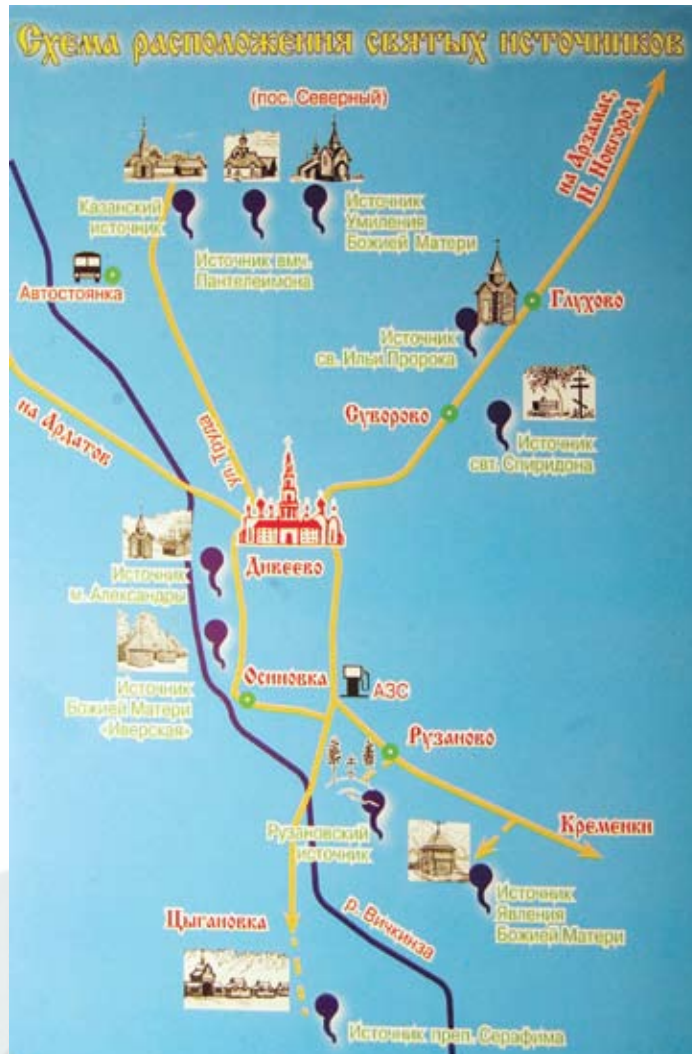 Схема расположения святых источников
(пос. Северный)
на Арзамас,
Н. Новгород
Казанский
источник
Источник вмч.
Пантелеимона
Источник
Умиления
Божией Матери
Автостоянка
Глухово
Источник
св. Ильи Пророка
Суворово
Источник
свт. Спиридона
на Ардатов
ул. Труда
Дивеево
Источник
м. Александры
Источник
Божией Матери
«Иверская»
Осиновка
АЗС
Рузаново
Рузановский
источник
Кременки
Источник
Явления
Божией Матери
Цыгановка
р. Вичкинза
Источник преп. Серафима